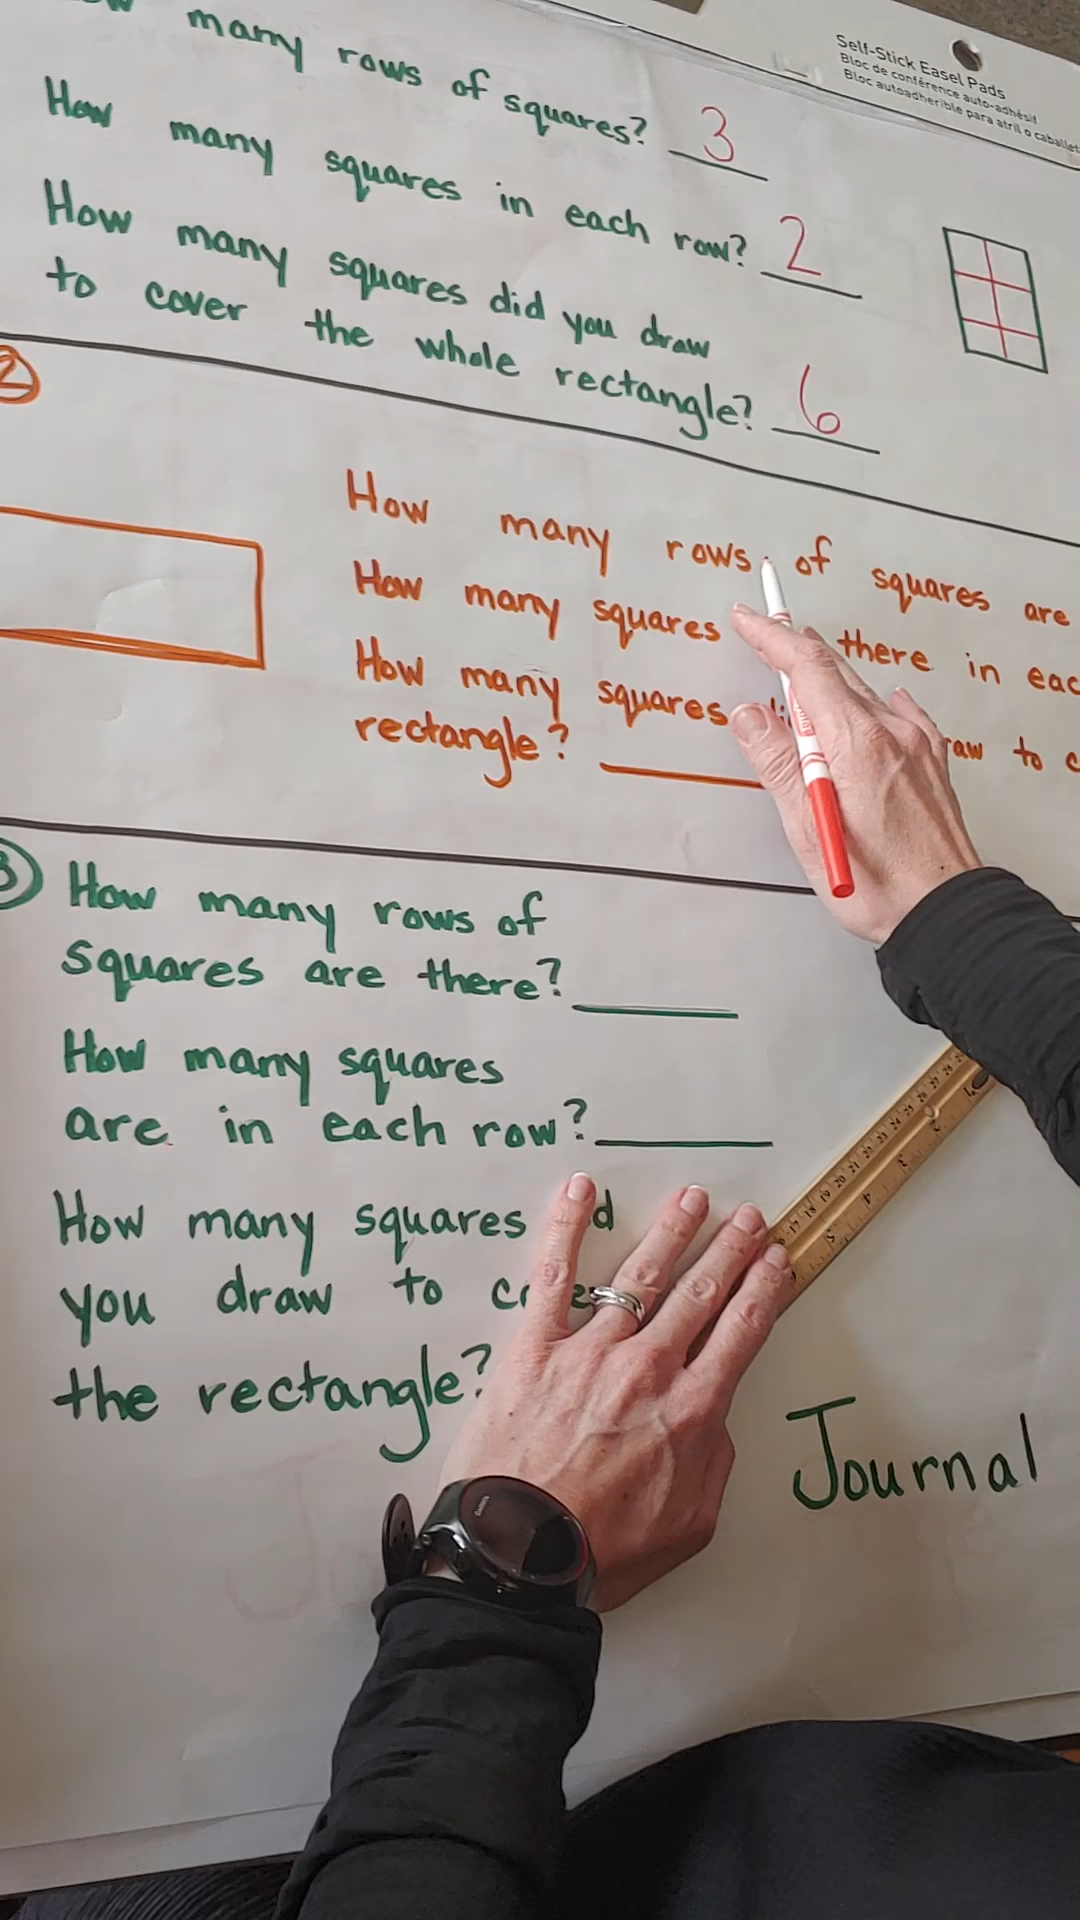 many rows of squares? 3
How many squares in each row? 2
How many squares did you draw
to cover the whole rectangle? 6
Self-Stick Easel Pads
Bloc de conférence auto-adhésif
Bloc autoadherible para atril o caballet
2
How many rows of squares are
How many squares there in eac
How many squares raw to c
rectangle?
3
How many rows of
squares are there?
How many squares
are in each row?
How many squares d
you draw to c e
the rectangle?
Journal
GARMIN